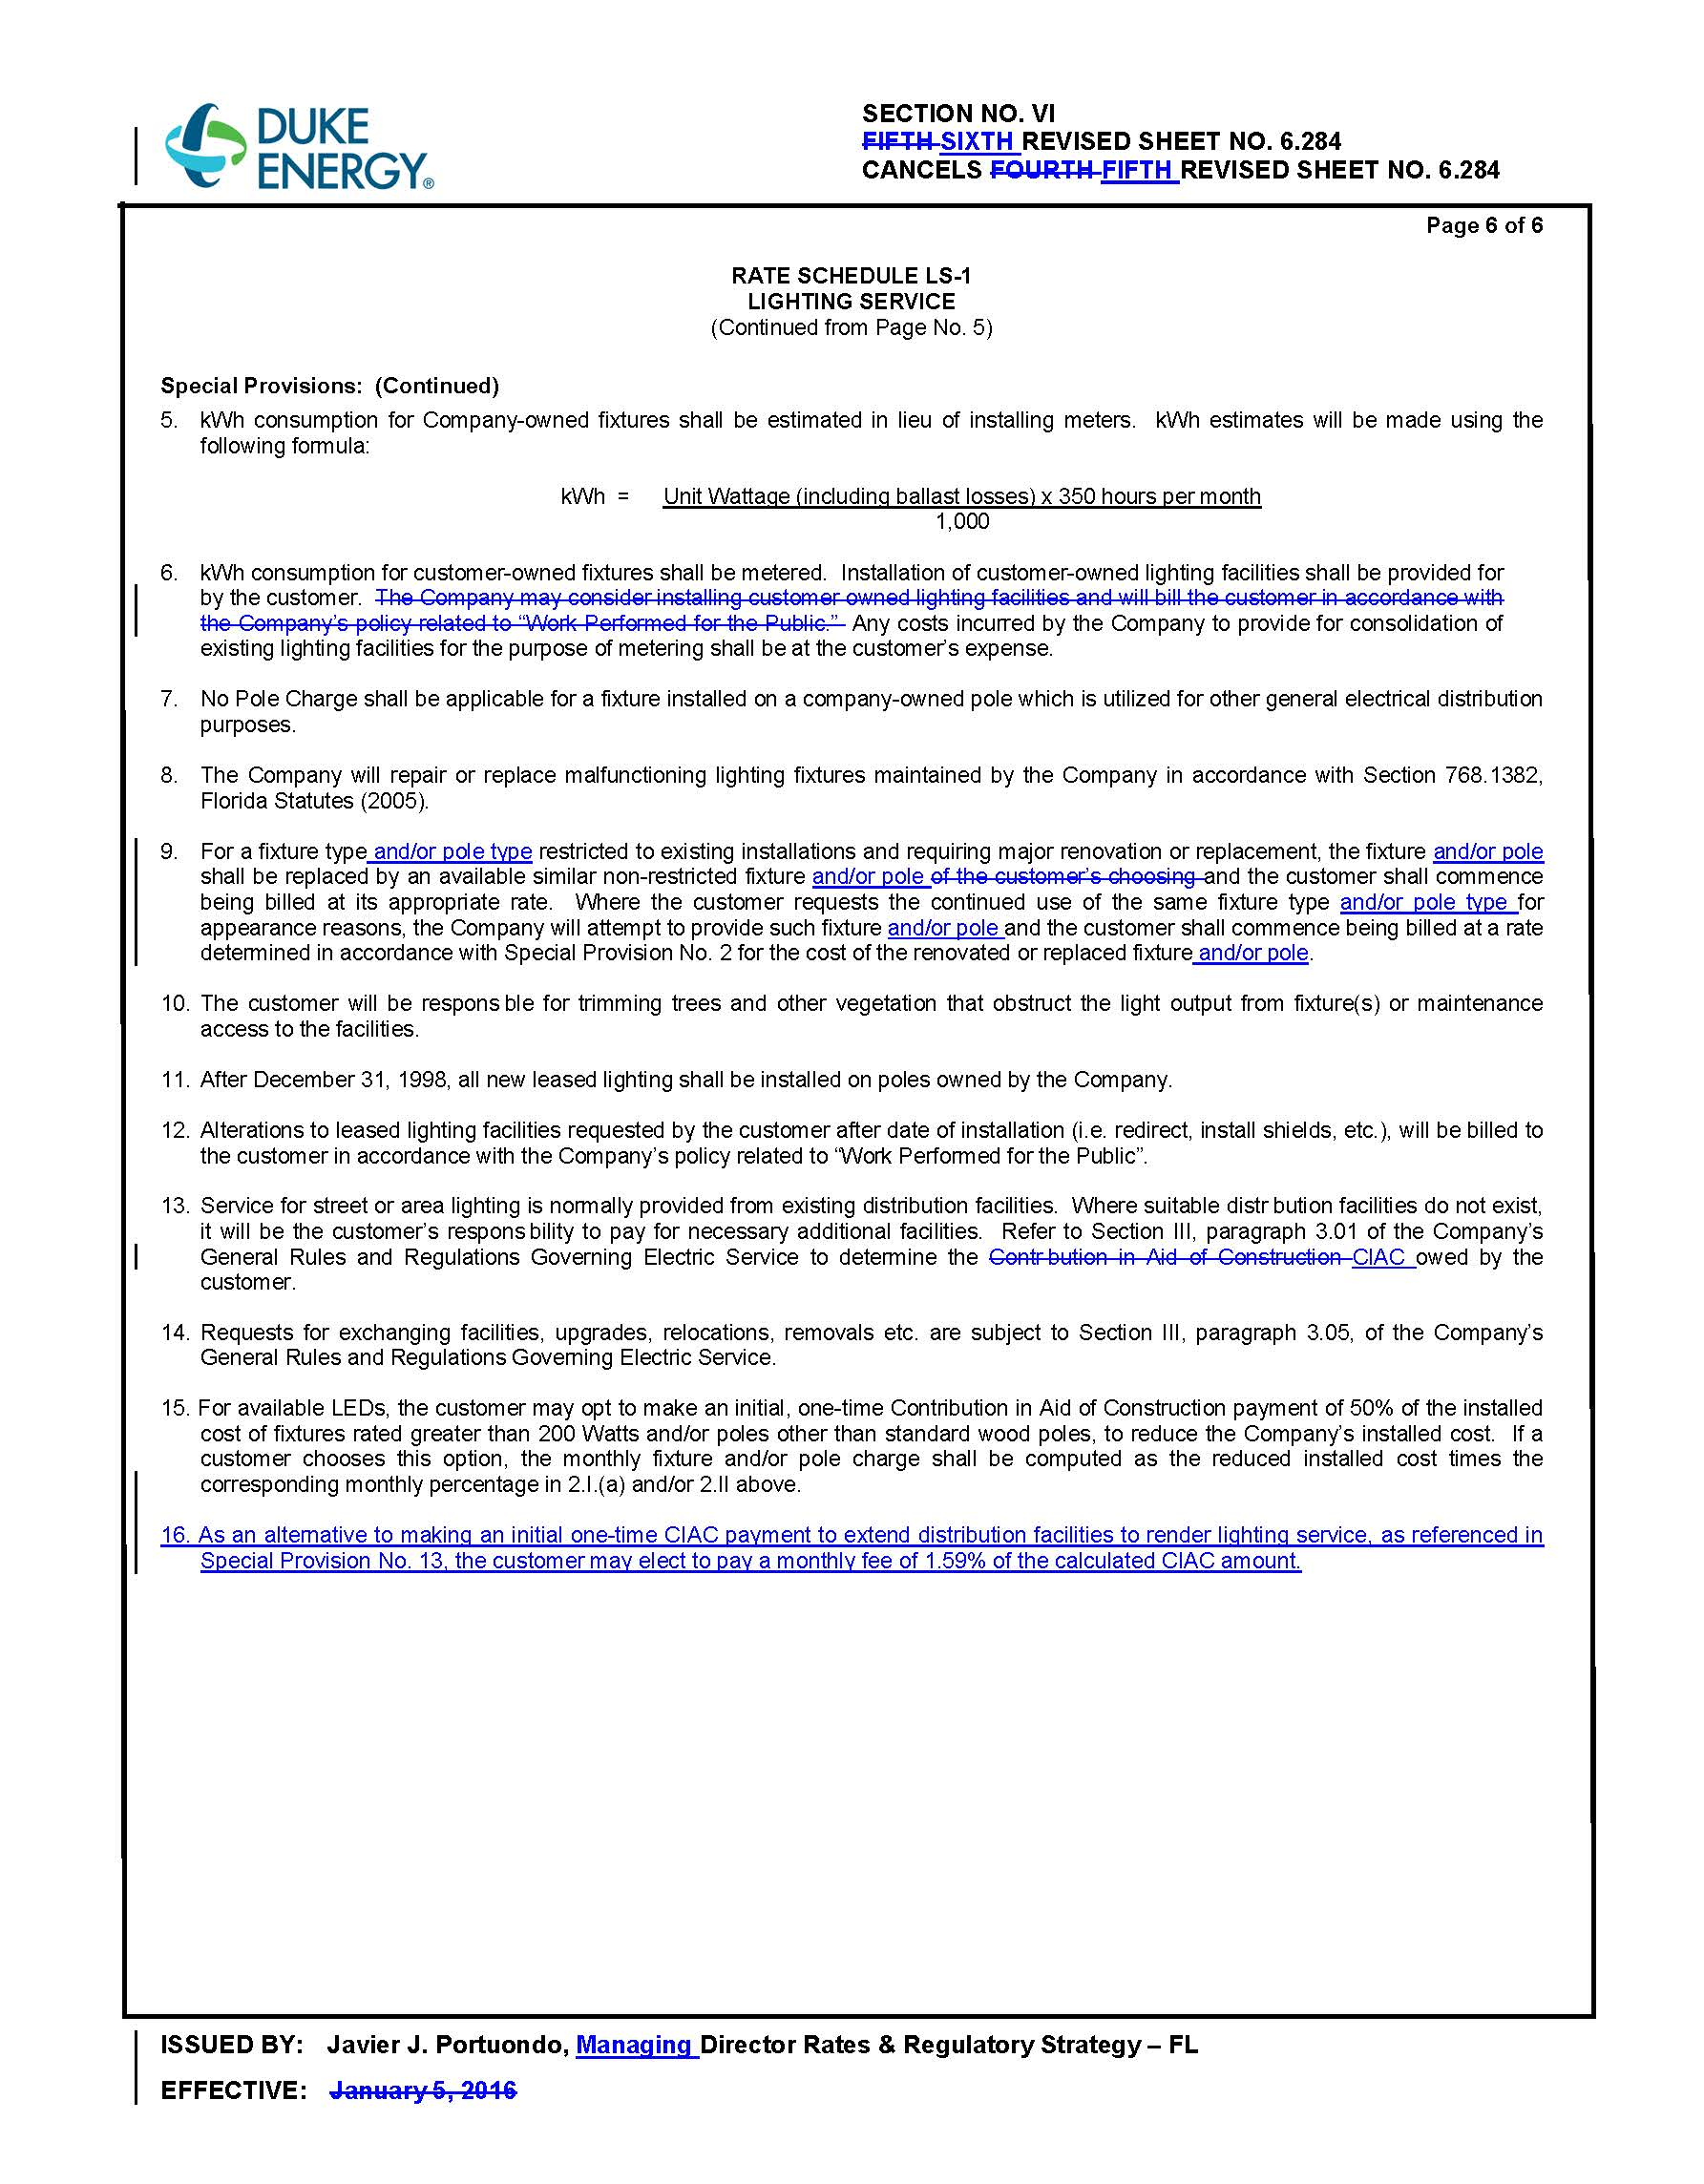 DUKE
ENERGY®
SECTION NO. VI
FIFTH SIXTH REVISED SHEET NO. 6.284
CANCELS FOURTH FIFTH REVISED SHEET NO. 6.284
Page 6 of 6
RATE SCHEDULE LS-1
LIGHTING SERVICE
(Continued from Page No. 5)
Special Provisions: (Continued)
5. kWh consumption for Company-owned fixtures shall be estimated in lieu of installing meters. kWh estimates will be made using the
following formula:
kWh = Unit Wattage (including ballast losses) x 350 hours per month
1,000
6. kWh consumption for customer-owned fixtures shall be metered. Installation of customer-owned lighting facilities shall be provided for
by the customer. The Company may consider installing customer-owned lighting facilities and will bill the customer in accordance with
the Company's policy related to “Work Performed for the Public.” Any costs incurred by the Company to provide for consolidation of
existing lighting facilities for the purpose of metering shall be at the customer's expense.
7. No Pole Charge shall be applicable for a fixture installed on a company-owned pole which is utilized for other general electrical distribution
purposes.
8. The Company will repair or replace malfunctioning lighting fixtures maintained by the Company in accordance with Section 768.1382,
Florida Statutes (2005).
9. For a fixture type and/or pole type restricted to existing installations and requiring major renovation or replacement, the fixture and/or pole
shall be replaced by an available similar non-restricted fixture and/or pole of the customer's choosing and the customer shall commence
being billed at its appropriate rate. Where the customer requests the continued use of the same fixture type and/or pole type for
appearance reasons, the Company will attempt to provide such fixture and/or pole and the customer shall commence being billed at a rate
determined in accordance with Special Provision No. 2 for the cost of the renovated or replaced fixture and/or pole.
10. The customer will be respons ble for trimming trees and other vegetation that obstruct the light output from fixture(s) or maintenance
access to the facilities.
11. After December 31, 1998, all new leased lighting shall be installed on poles owned by the Company.
12. Alterations to leased lighting facilities requested by the customer after date of installation (i.e. redirect, install shields, etc.), will be billed to
the customer in accordance with the Company's policy related to “Work Performed for the Public”.
13. Service for street or area lighting is normally provided from existing distribution facilities. Where suitable distr bution facilities do not exist,
it will be the customer's respons bility to pay for necessary additional facilities. Refer to Section III, paragraph 3.01 of the Company's
General Rules and Regulations Governing Electric Service to determine the Contr bution in Aid of Construction CIAC owed by the
customer.
14. Requests for exchanging facilities, upgrades, relocations, removals etc. are subject to Section III, paragraph 3.05, of the Company's
General Rules and Regulations Governing Electric Service.
15. For available LEDs, the customer may opt to make an initial, one-time Contribution in Aid of Construction payment of 50% of the installed
cost of fixtures rated greater than 200 Watts and/or poles other than standard wood poles, to reduce the Company's installed cost. If a
customer chooses this option, the monthly fixture and/or pole charge shall be computed as the reduced installed cost times the
corresponding monthly percentage in 2.I.(a) and/or 2.II above.
16. As an alternative to making an initial one-time CIAC payment to extend distribution facilities to render lighting service, as referenced in
Special Provision No. 13, the customer may elect to pay a monthly fee of 1.59% of the calculated CIAC amount.
ISSUED BY: Javier J. Portuondo, Managing Director Rates & Regulatory Strategy – FL
EFFECTIVE: January 5, 2016